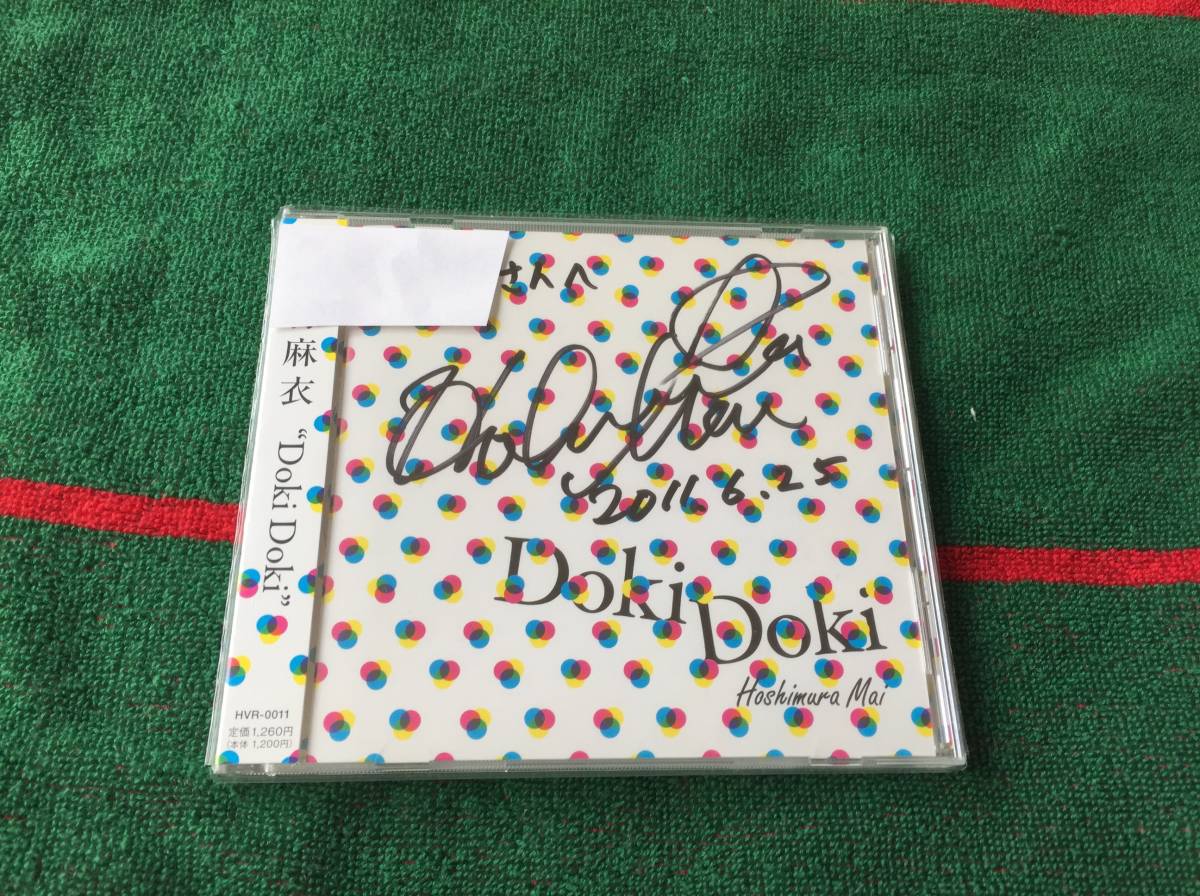 さんへ
2011.6.25
Doki Doki
Hoshimura Mai
麻衣 “Doki Doki”
HVR-0011
定価1,260円
(本体 1,200円)